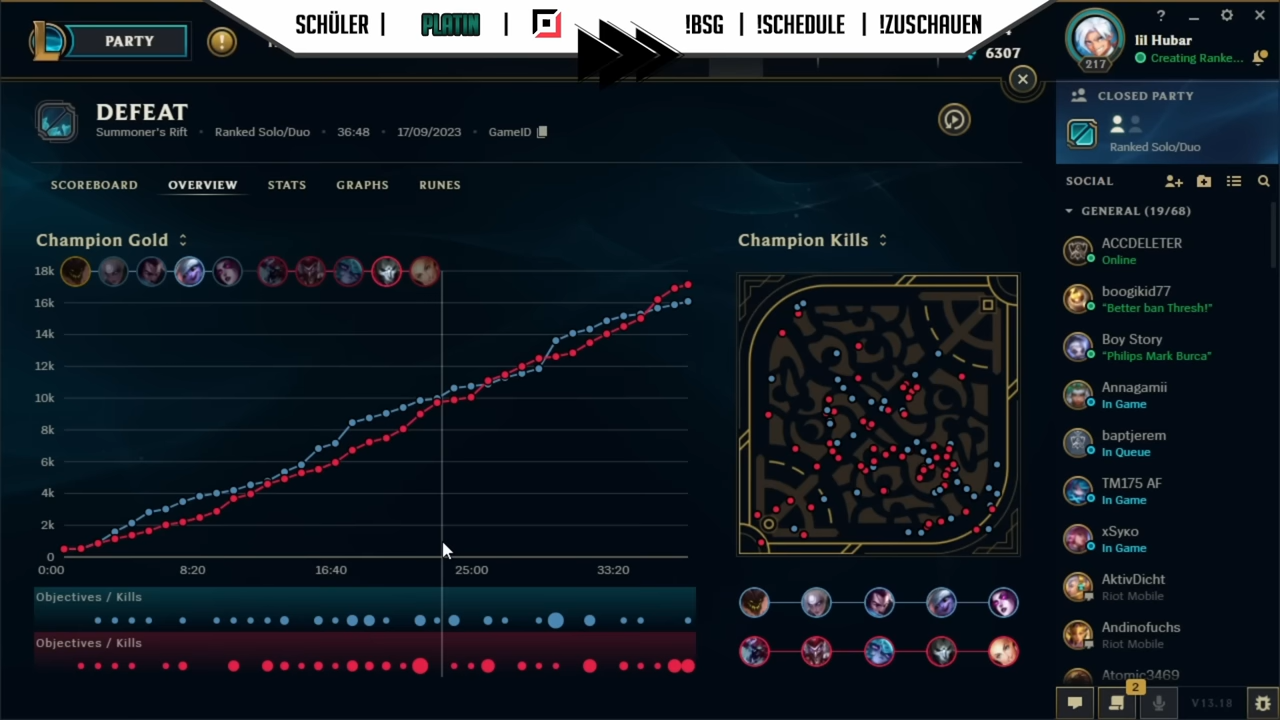 SCHÜLER | PLATIN | !BSG | !SCHEDULE | !ZUSCHAUEN
PARTY
6307
217
lil Hubar
Creating Ranke...
DEFEAT
Summoner's Rift • Ranked Solo/Duo • 36:48 • 17/09/2023 • GameID
SCOREBOARD OVERVIEW STATS GRAPHS RUNES
Champion Gold
18k
16k
14k
12k
10k
8k
6k
4k
2k
0
0:00 8:20 16:40 25:00 33:20
Objectives / Kills
Objectives / Kills
Champion Kills
CLOSED PARTY
Ranked Solo/Duo
SOCIAL
GENERAL (19/68)
ACCDELETER
Online
boogikid77
"Better ban Thresh!"
Boy Story
"Philips Mark Burca"
Annagamii
In Game
baptjerem
In Queue
TM175 AF
In Game
xSyĸo
In Game
AktivDicht
Riot Mobile
Andinofuchs
Riot Mobile
Atomic3469
2
V13.18